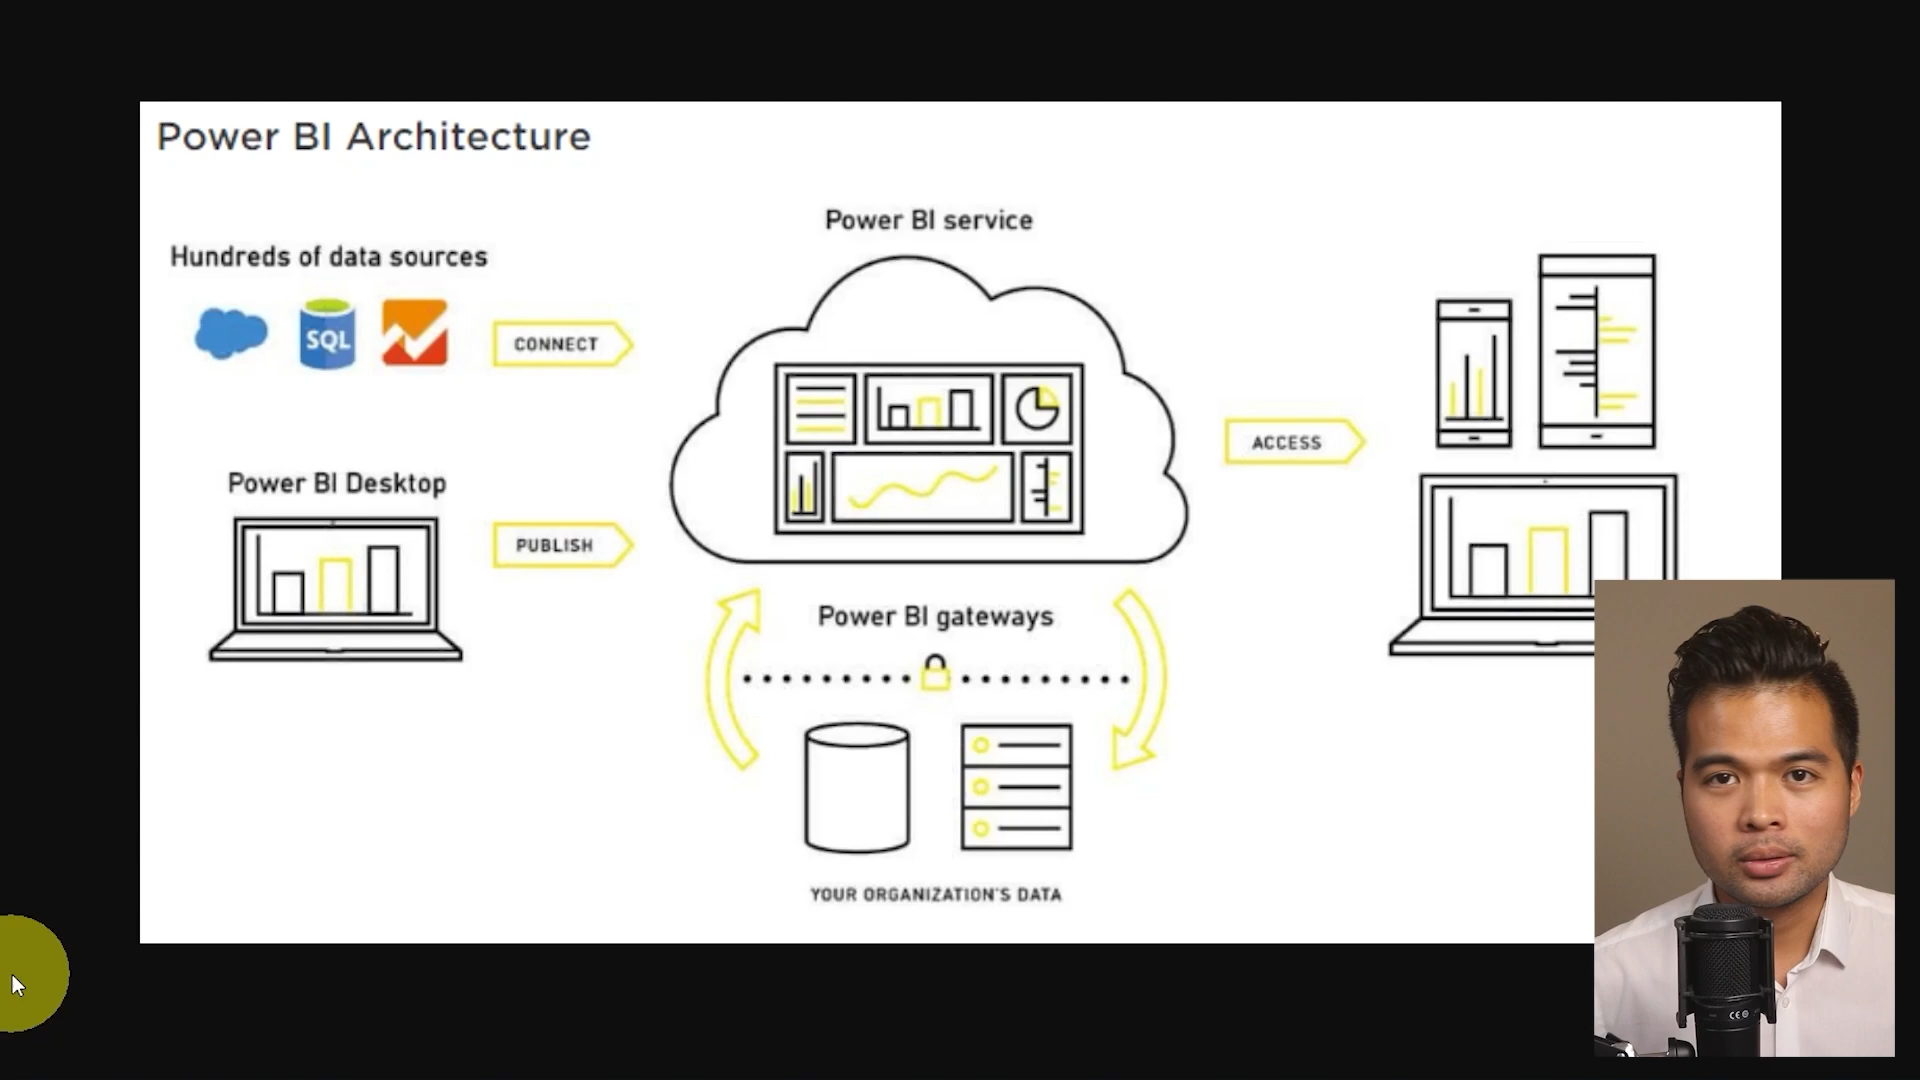 Power BI Architecture
Power BI service
Hundreds of data sources
SQL
CONNECT
ACCESS
Power BI Desktop
PUBLISH
Power BI gateways
YOUR ORGANIZATION'S DATA
CE